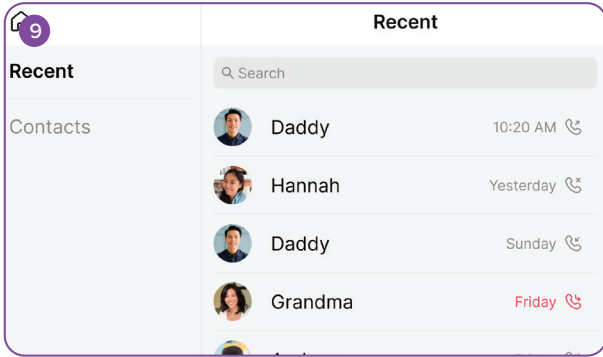 9
Recent
Recent
Search
Contacts
Daddy
10:20 AM
Hannah
Yesterday
Daddy
Sunday
Grandma
Friday